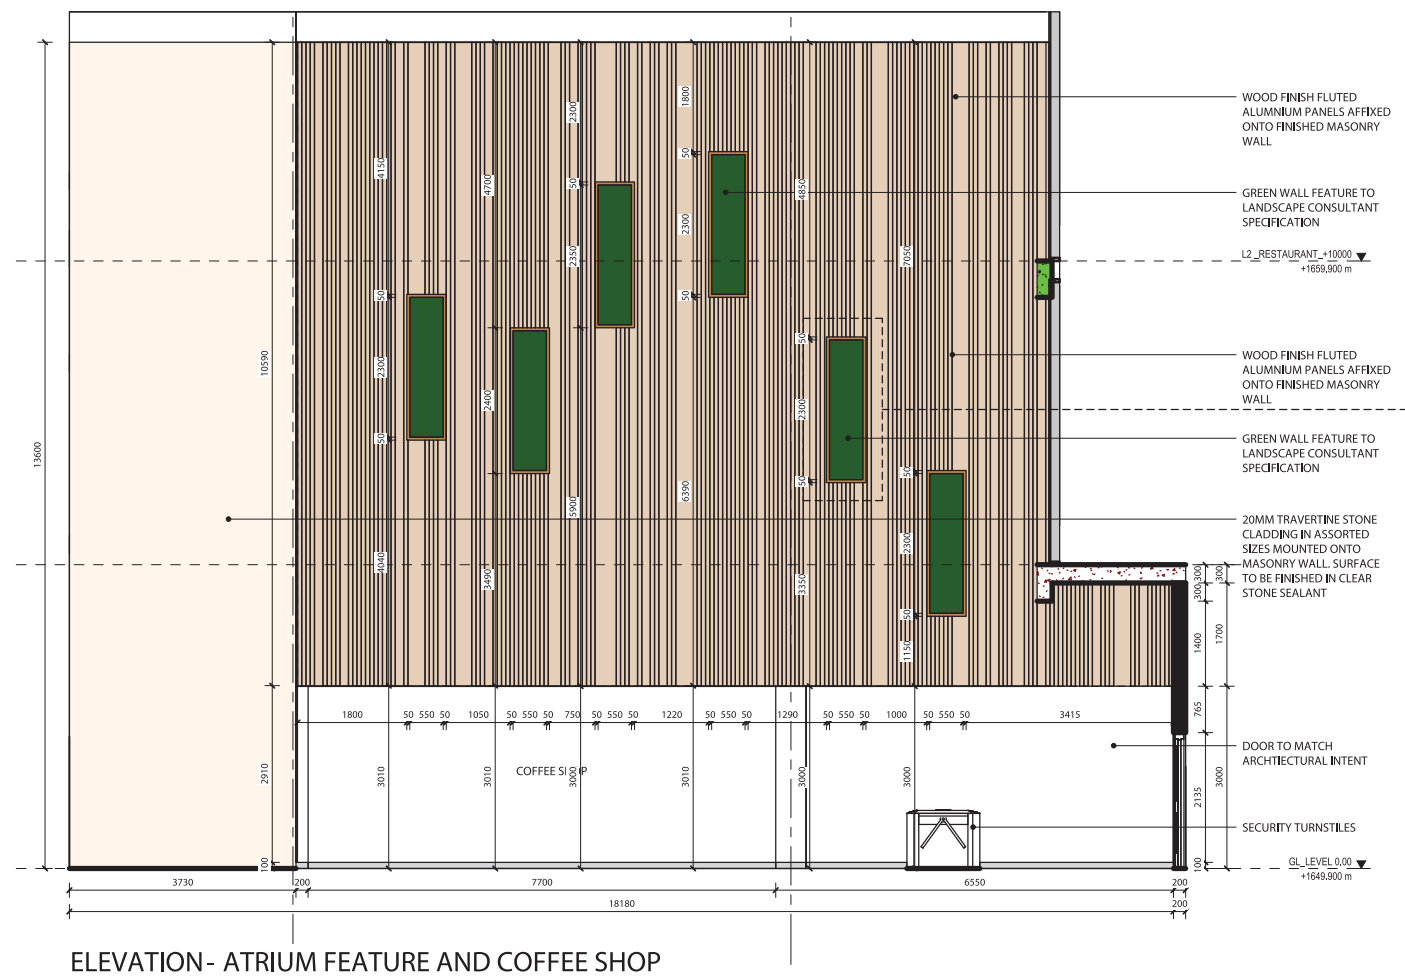 WOOD FINISH FLUTED
ALUMNIUM PANELS AFFIXED
ONTO FINISHED MASONRY
WALL
GREEN WALL FEATURE TO
LANDSCAPE CONSULTANT
SPECIFICATION
L2_RESTAURANT_+10000
+1659,900 m
WOOD FINISH FLUTED
ALUMNIUM PANELS AFFIXED
ONTO FINISHED MASONRY
WALL
GREEN WALL FEATURE TO
LANDSCAPE CONSULTANT
SPECIFICATION
20MM TRAVERTINE STONE
CLADDING IN ASSORTED
SIZES MOUNTED ONTO
MASONRY WALL. SURFACE
TO BE FINISHED IN CLEAR
STONE SEALANT
DOOR TO MATCH
ARCHTIECTURAL INTENT
SECURITY TURNSTILES
GL_LEVEL 0,00
+1649,900 m
13600
10590
2910
100
4150
50
2300
50
4040
3010
4700
2400
3490
3010
2300
50
2350
5900
3000
1800
50
2300
50
6390
3010
4850
50
2300
50
3350
3000
7050
50
2300
50
1150
3000
300
300
1400
765
2135
100
300
1700
3000
1800 50 550 50 1050 50 550 50 750 50 550 50 1220 50 550 50 1290 50 550 50 1000 50 550 50 3415
COFFEE SHOP
3730 200 7700 6550 200
18180 200
ELEVATION- ATRIUM FEATURE AND COFFEE SHOP